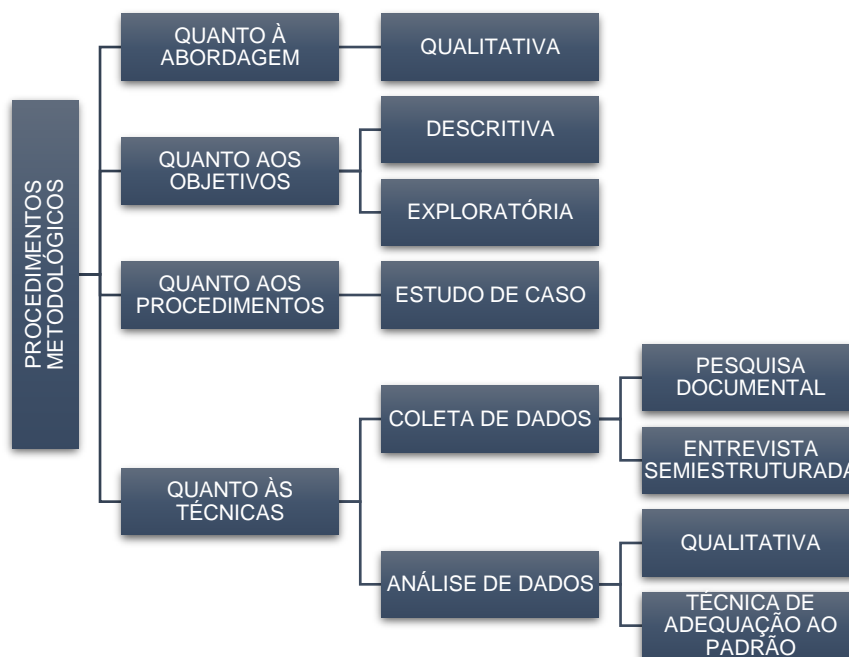 PROCEDIMENTOS
METODOLÓGICOS
QUANTO À
ABORDAGEM
QUALITATIVA
QUANTO AOS
OBJETIVOS
DESCRITIVA
EXPLORATÓRIA
QUANTO AOS
PROCEDIMENTOS
ESTUDO DE CASO
QUANTO ÀS
TÉCNICAS
COLETA DE DADOS
PESQUISA
DOCUMENTAL
ENTREVISTA
SEMIESTRUTURADA
ANÁLISE DE DADOS
QUALITATIVA
TÉCNICA DE
ADEQUAÇÃO AO
PADRÃO